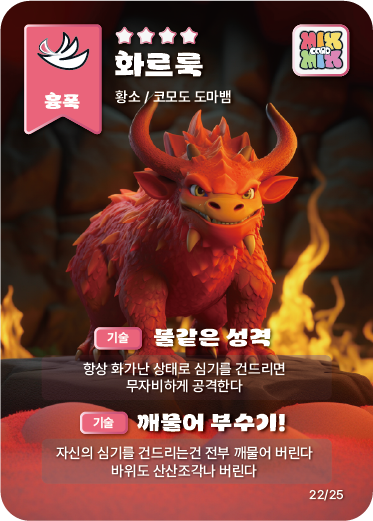 흉폭
화르룩
황소 / 코모도 도마뱀
MIX
CARD
MIX
기술
불같은 성격
항상 화가난 상태로 심기를 건드리면
무자비하게 공격한다
기술
깨물어 부수기!
자신의 심기를 건드리는건 전부 깨물어 버린다
바위도 산산조각나 버린다
22/25